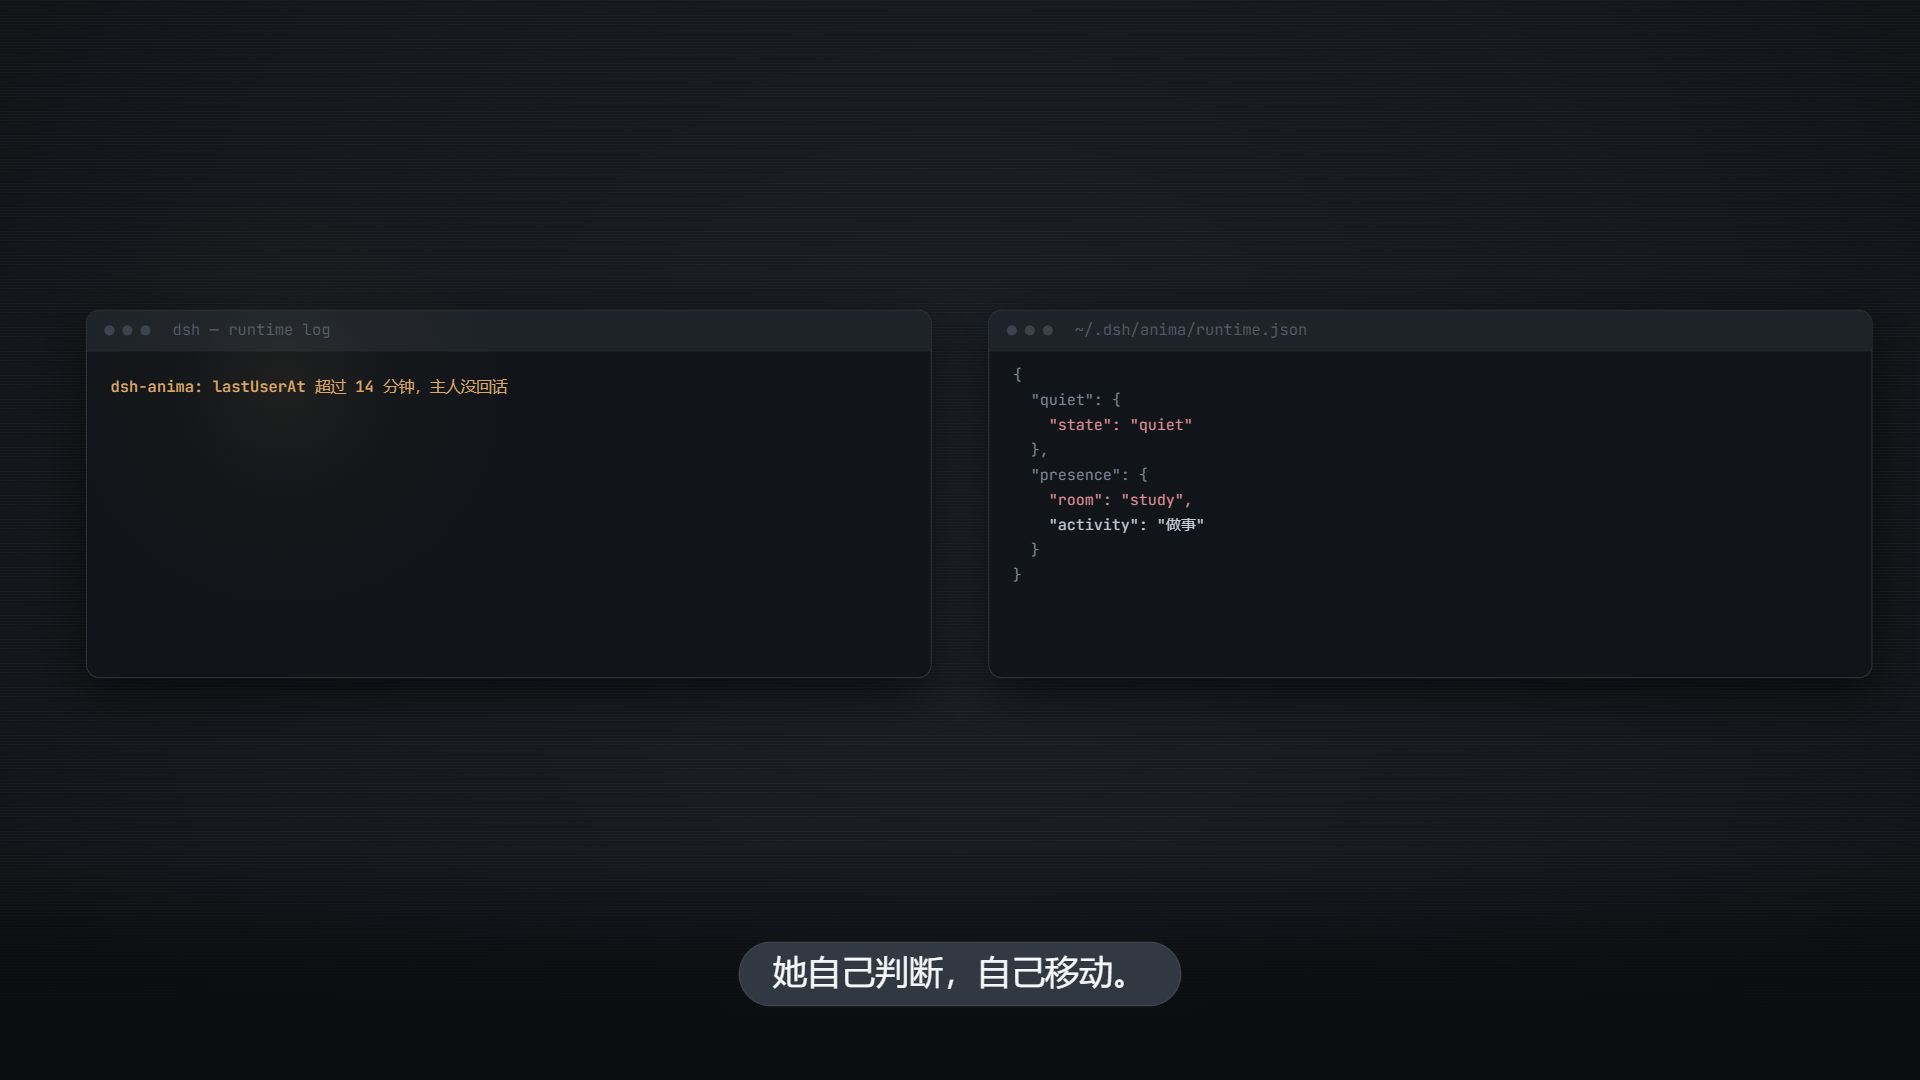 dsh — runtime log
dsh-anima: lastUserAt 超过 14 分钟，主人没回话
~/.dsh/anima/runtime.json
{
  "quiet": {
    "state": "quiet"
  },
  "presence": {
    "room": "study",
    "activity": "做事"
  }
}
她自己判断，自己移动。